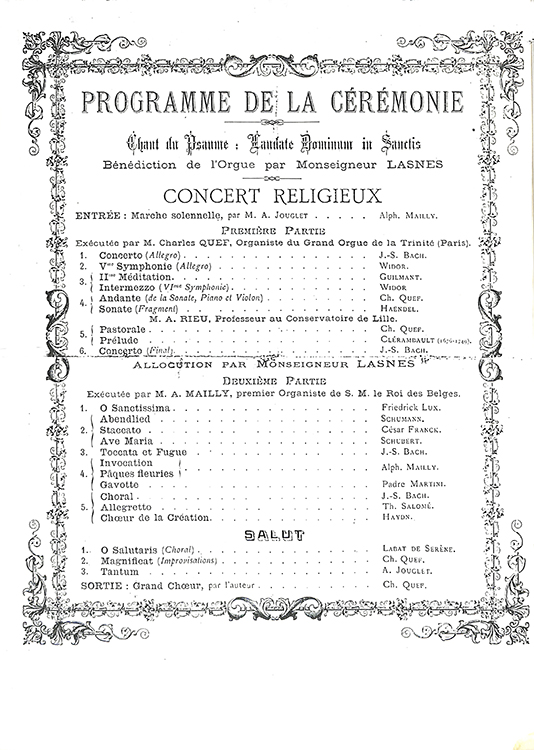 PROGRAMME DE LA CÉRÉMONIE
Chant du Psaume : Laudate Dominum in Sanctis
Bénédiction de l'Orgue par Monseigneur LASNES
CONCERT RELIGIEUX
ENTRÉE : Marche solennelle, par M. A. JOUGLET . . . . . Alph. MAILLY.
PREMIÈRE PARTIE
Exécutée par M. Charles QUEF, Organiste du Grand Orgue de la Trinité (Paris).
1. Concerto (Allegro) . . . . . J.-S. BACH.
2. Vme Symphonie (Allegro) . . . . . WIDOR.
3. IIme Méditation. . . . . . GUILMANT.
Intermezzo (VIme Symphonie) . . . . . WIDOR
4. Andante (de la Sonate, Piano et Violon) . . . . . CH. QUEF.
Sonate (Fragment) . . . . . HAENDEL.
M. A. RIEU, Professeur au Conservatoire de Lille.
5. Pastorale . . . . . CH. QUEF.
Prélude . . . . . CLÉRAMBAULT
6. Concerto (Final) . . . . . J.-S. BACH.
ALLOCUTION PAR MONSEIGNEUR LASNES
DEUXIÈME PARTIE
Exécutée par M. A. MAILLY, premier Organiste de S. M. le Roi des Belges.
1. O Sanctissima . . . . . Friedrick LUX.
2. Abendlied . . . . . SCHUMANN.
Staccato . . . . . César FRANCK.
Ave Maria . . . . . SCHUBERT.
3. Toccata et Fugue . . . . . J.-S. BACH.
4. Invocation
Pâques fleuries . . . . . Alph. MAILLY.
Gavotte . . . . . Padre MARTINI.
5. Choral . . . . . J.-S. BACH.
Allegretto . . . . . TH. SALOMÉ.
Chœur de la Création. . . . . . HAYDN.
SALUT
1. O Salutaris (Choral) . . . . . LABAT DE SERÈNE.
2. Magnificat (Improvisations) . . . . . CH. QUEF.
3. Tantum . . . . . A. JOUGLET.
SORTIE : Grand Chœur, par l'auteur . . . . . CH. QUEF.